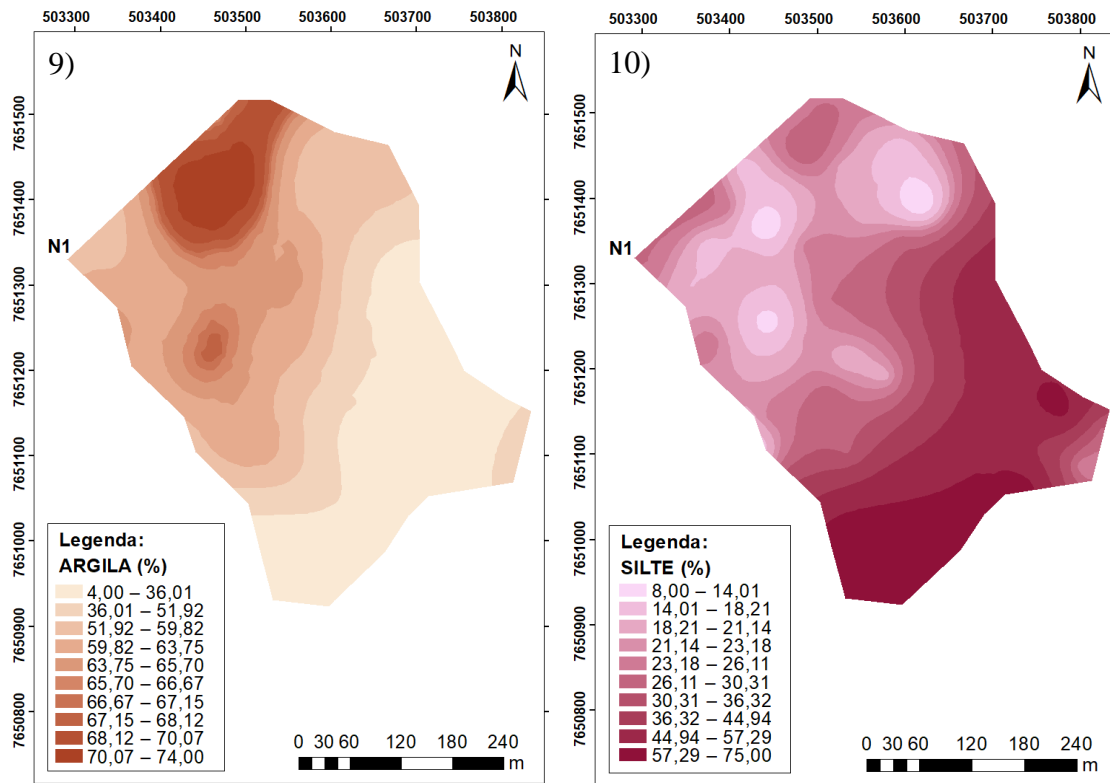 503300 503400 503500 503600 503700 503800
9)
N
7651500
7651400
N1
7651300
7651200
7651100
7651000
7650900
7650800
Legenda:
ARGILA (%)
4,00 – 36,01
36,01 – 51,92
51,92 – 59,82
59,82 – 63,75
63,75 – 65,70
65,70 – 66,67
66,67 – 67,15
67,15 – 68,12
68,12 – 70,07
70,07 – 74,00
0 30 60 120 180 240
m
503300 503400 503500 503600 503700 503800
10)
N
7651500
7651400
N1
7651300
7651200
7651100
7651000
7650900
7650800
Legenda:
SILTE (%)
8,00 – 14,01
14,01 – 18,21
18,21 – 21,14
21,14 – 23,18
23,18 – 26,11
26,11 – 30,31
30,31 – 36,32
36,32 – 44,94
44,94 – 57,29
57,29 – 75,00
0 30 60 120 180 240
m